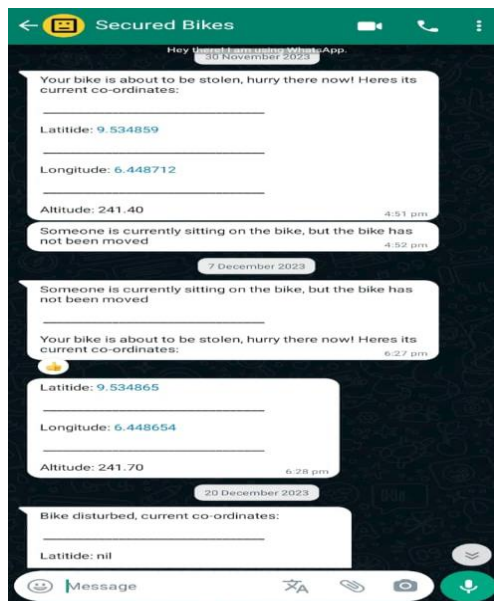 Secured Bikes
Hey there! I am using WhatsApp.
30 November 2023
Your bike is about to be stolen, hurry there now! Heres its
current co-ordinates:
Latitide: 9.534859
Longitude: 6.448712
Altitude: 241.40
4:51 pm
Someone is currently sitting on the bike, but the bike has
not been moved
4:52 pm
7 December 2023
Someone is currently sitting on the bike, but the bike has
not been moved
Your bike is about to be stolen, hurry there now! Heres its
current co-ordinates:
6:27 pm
Latitide: 9.534865
Longitude: 6.448654
Altitude: 241.70
6:28 pm
20 December 2023
Bike disturbed, current co-ordinates:
Latitide: nil
Message